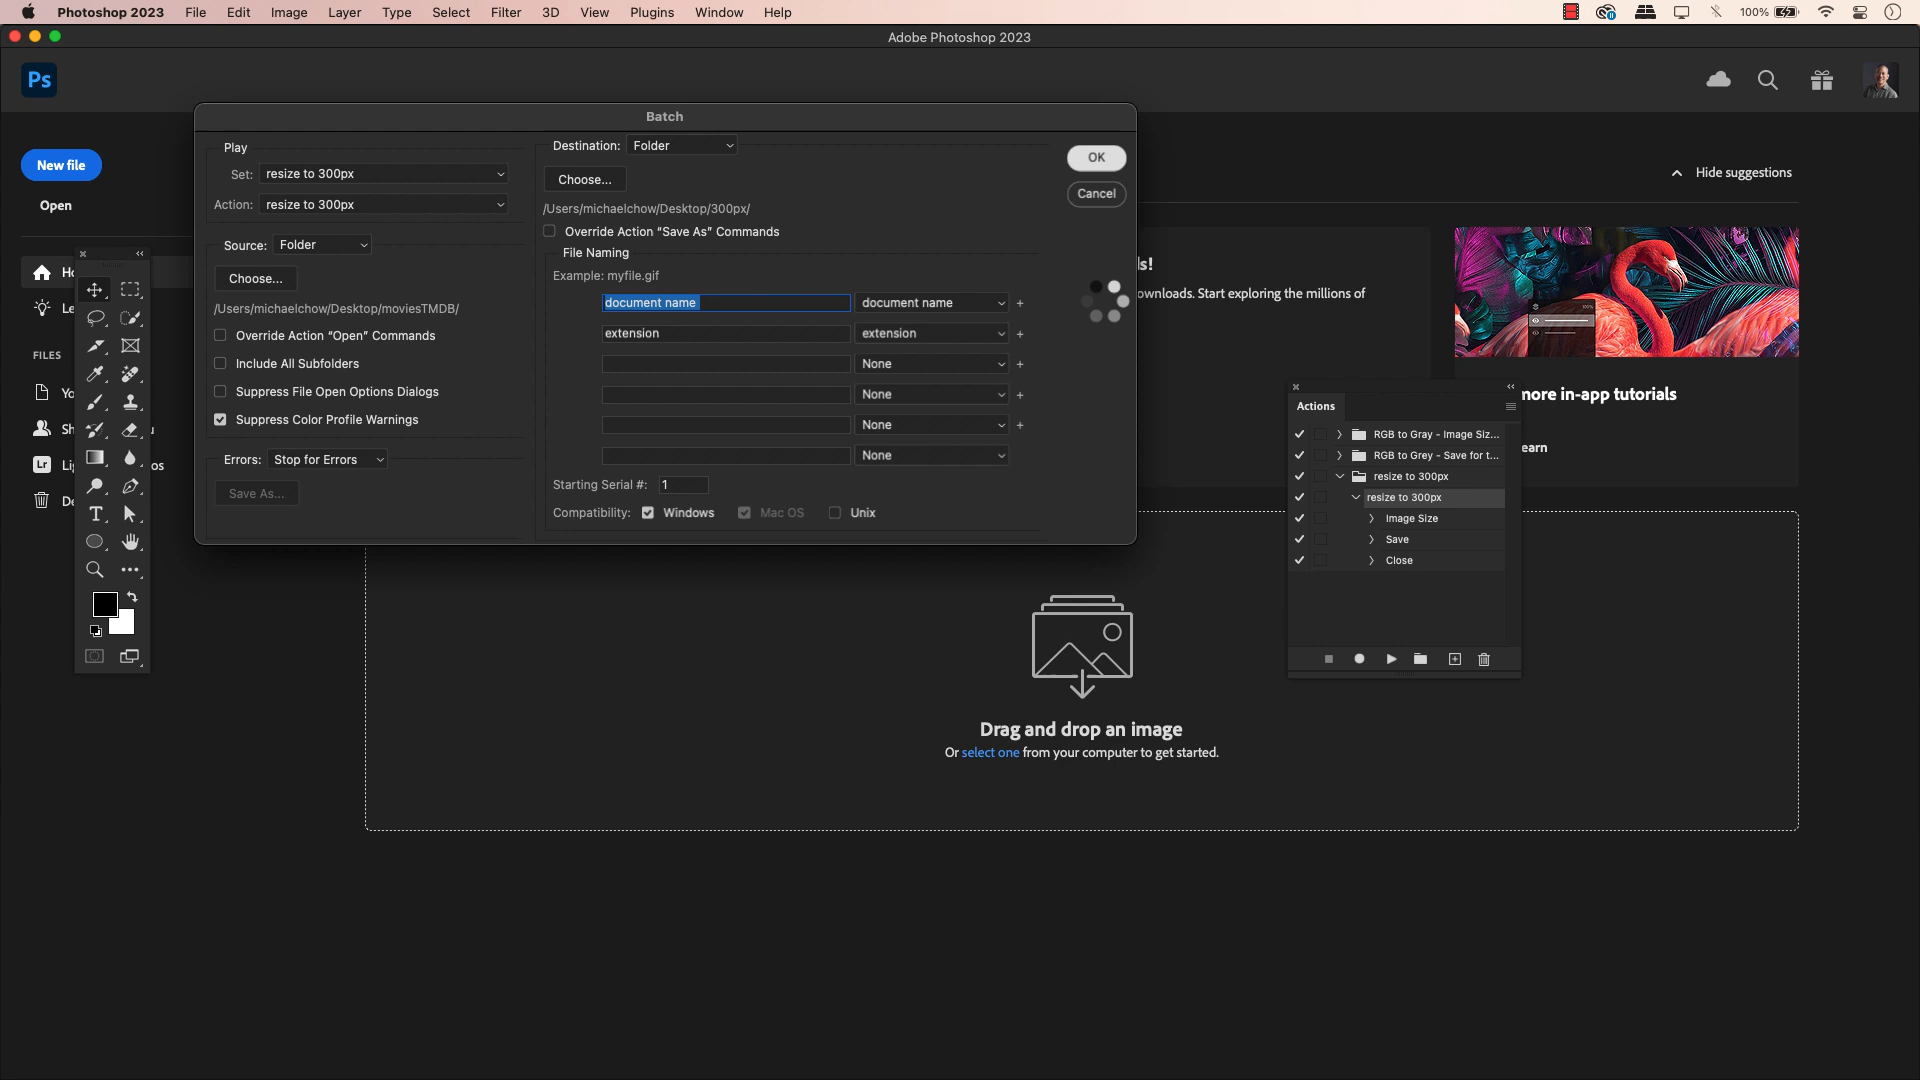 Photoshop 2023 File Edit Image Layer Type Select Filter 3D View Plugins Window Help 100%
Adobe Photoshop 2023
Ps
New file
Open
FILES
Lr
os
Hide suggestions
ls!
ownloads. Start exploring the millions of
more in-app tutorials
earn
Batch
Play
Set: resize to 300px
Action: resize to 300px
Source: Folder
Choose...
/Users/michaelchow/Desktop/moviesTMDB/
Override Action “Open” Commands
Include All Subfolders
Suppress File Open Options Dialogs
Suppress Color Profile Warnings
Errors: Stop for Errors
Save As...
Destination: Folder
Choose...
/Users/michaelchow/Desktop/300px/
Override Action “Save As” Commands
File Naming
Example: myfile.gif
document name document name +
extension extension +
None +
None +
None +
None
Starting Serial #: 1
Compatibility: Windows Mac OS Unix
OK
Cancel
Actions
RGB to Gray - Image Siz...
RGB to Grey - Save for t...
resize to 300px
resize to 300px
Image Size
Save
Close
Drag and drop an image
Or select one from your computer to get started.